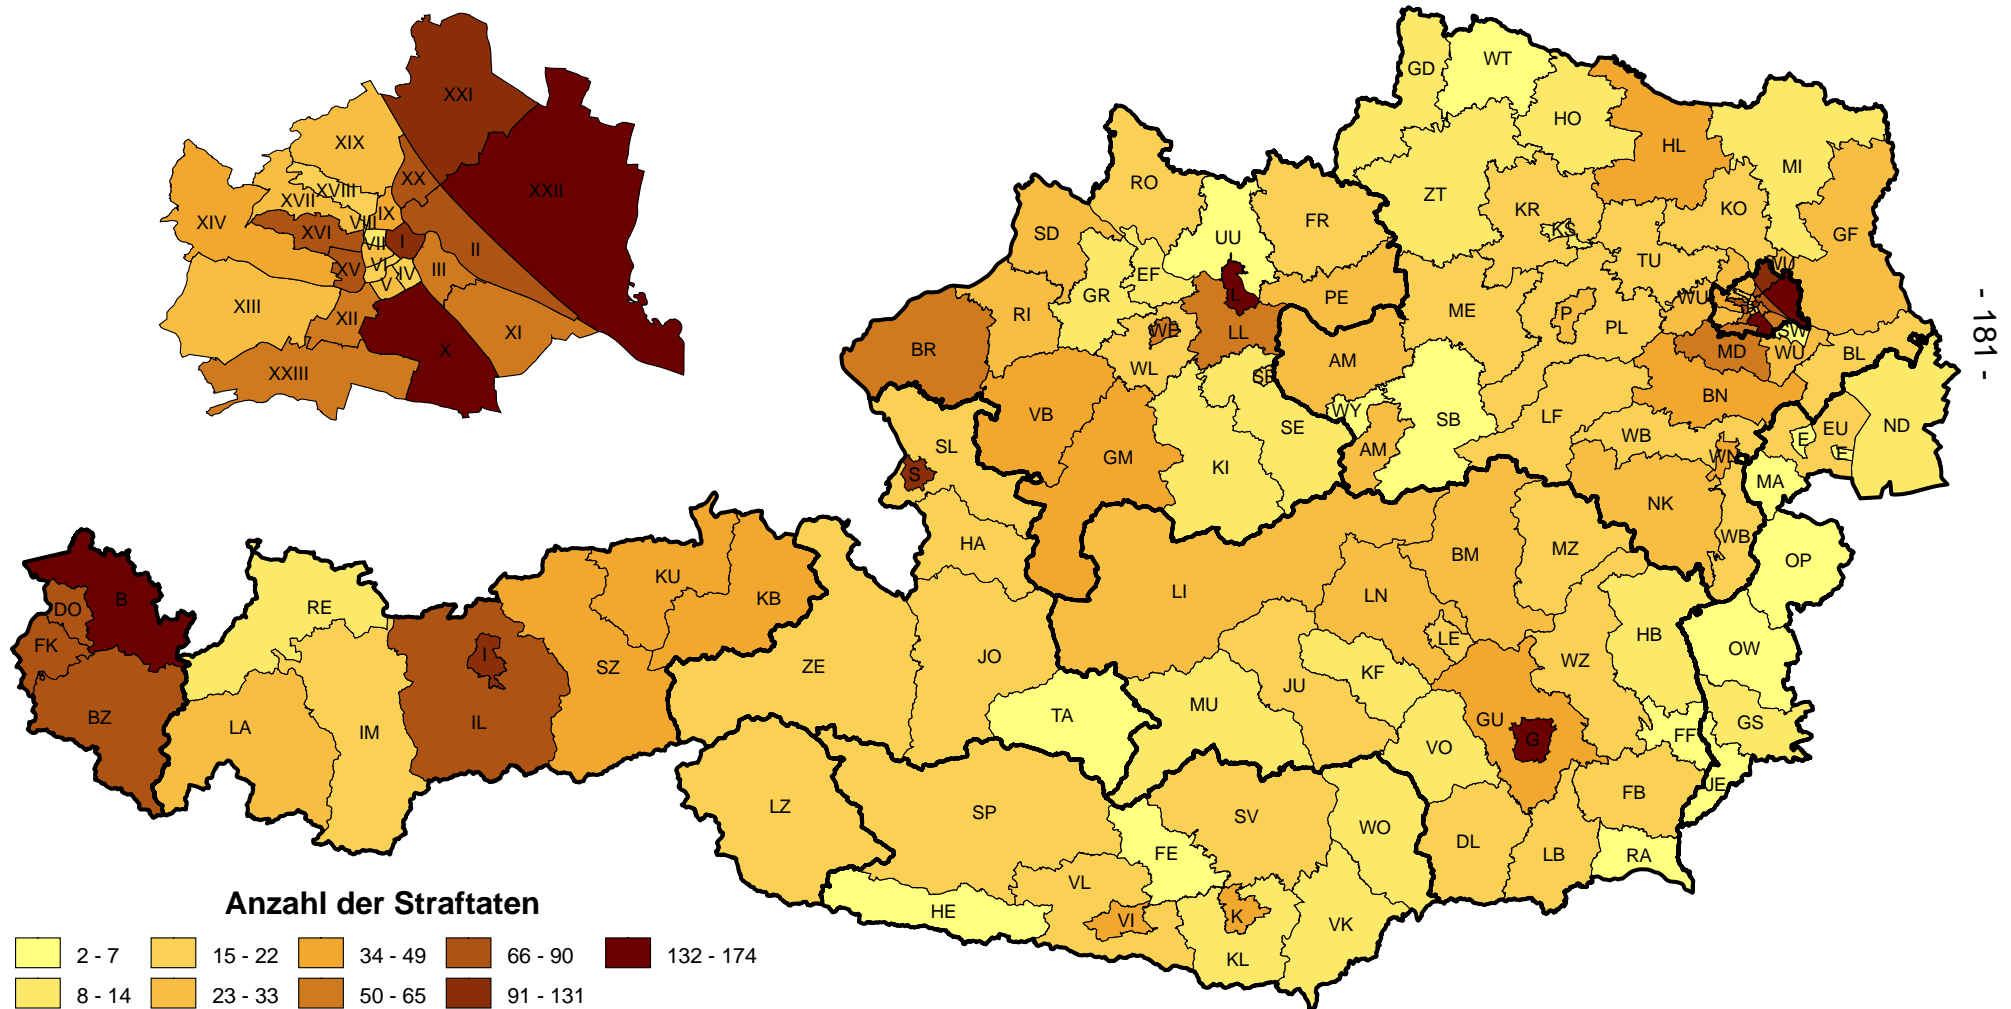 XXI
XIX
XX
XXII
XVIII
XVII
XIV
VIII
IX
XVI
VII
I
II
XV
VI
IV
III
V
XIII
XII
XI
X
XXIII
GD
WT
HO
HL
MI
RO
ZT
KR
KS
KO
GF
SD
UU
FR
EF
TU
GR
L
PE
ME
WU
RI
WE
LL
P
PL
SW
BR
WL
AM
MD
WU
BL
SR
BN
VB
WY
SB
LF
ND
SL
SE
AM
WB
E
EU
GM
KI
WN
E
S
MA
NK
HA
BM
MZ
WB
OP
KU
DO
B
RE
KB
LI
LN
FK
I
LE
HB
OW
SZ
ZE
JO
KF
WZ
JU
BZ
LA
IM
IL
TA
MU
GU
G
FF
GS
VO
JE
LZ
SP
SV
WO
FB
FE
DL
LB
RA
VL
HE
VI
K
VK
KL
- 181 -
Anzahl der Straftaten
2 - 7 15 - 22 34 - 49 66 - 90 132 - 174
8 - 14 23 - 33 50 - 65 91 - 131